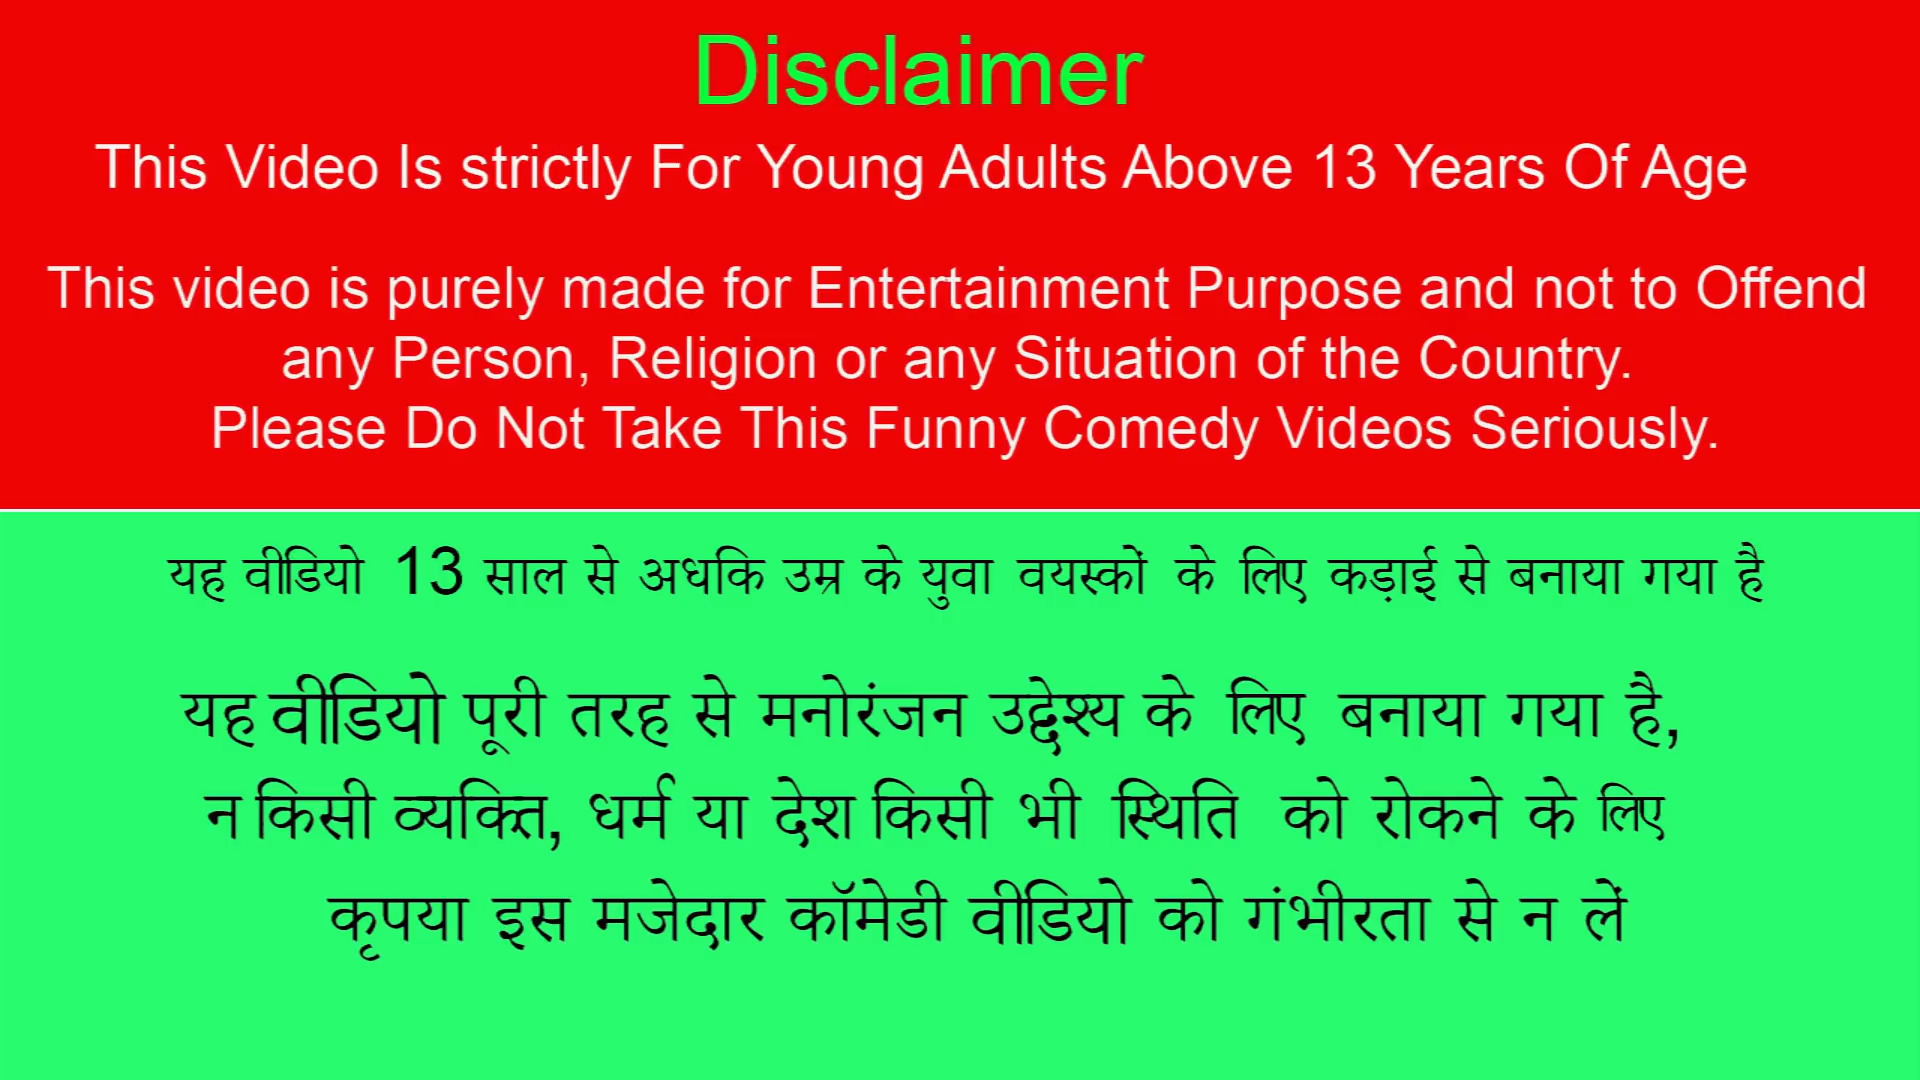 Disclaimer
This Video Is strictly For Young Adults Above 13 Years Of Age
This video is purely made for Entertainment Purpose and not to Offend
any Person, Religion or any Situation of the Country.
Please Do Not Take This Funny Comedy Videos Seriously.
यह वीडियो 13 साल से अधकि उम्र के युवा वयस्कों के लिए कड़ाई से बनाया गया है
यह वीडियो पूरी तरह से मनोरंजन उद्देश्य के लिए बनाया गया है,
न किसी व्यक्ति, धर्म या देश किसी भी स्थिति को रोकने के लिए
कृपया इस मजेदार कॉमेडी वीडियो को गंभीरता से न लें